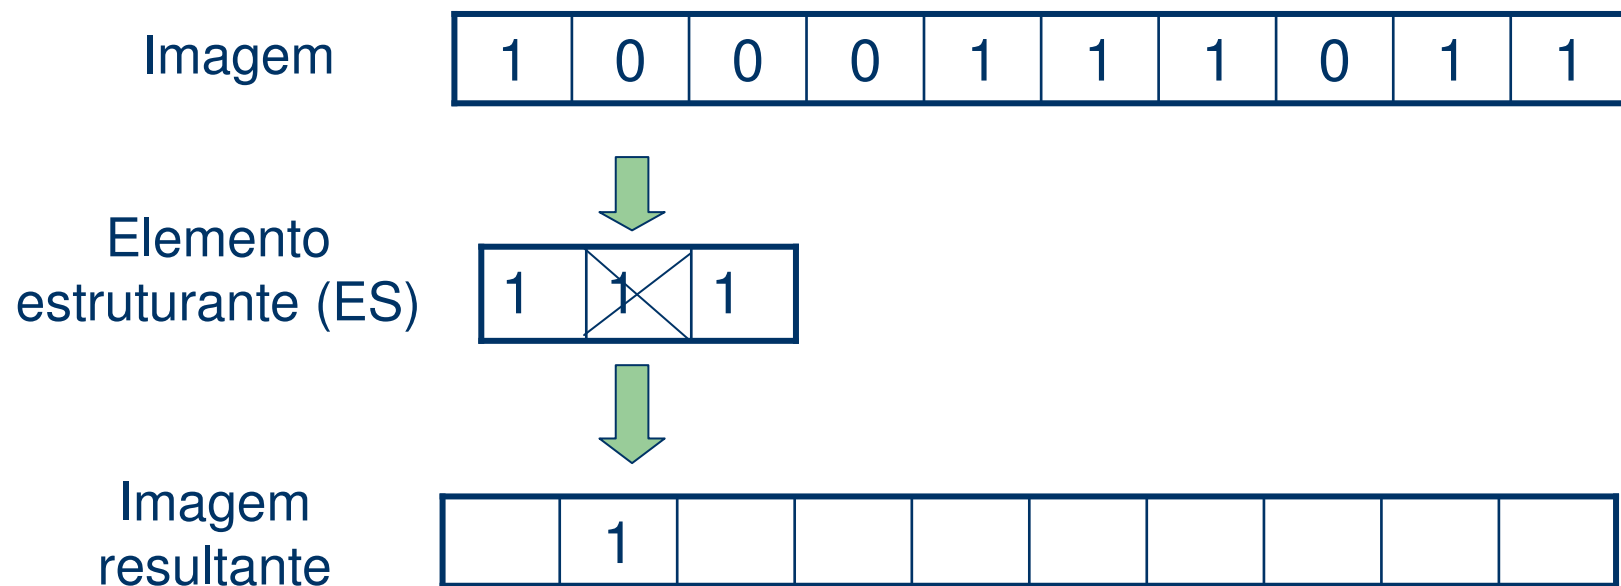 Imagem
1 0 0 0 1 1 1 0 1 1
Elemento
estruturante (ES)
1 1 1
Imagem
resultante
1